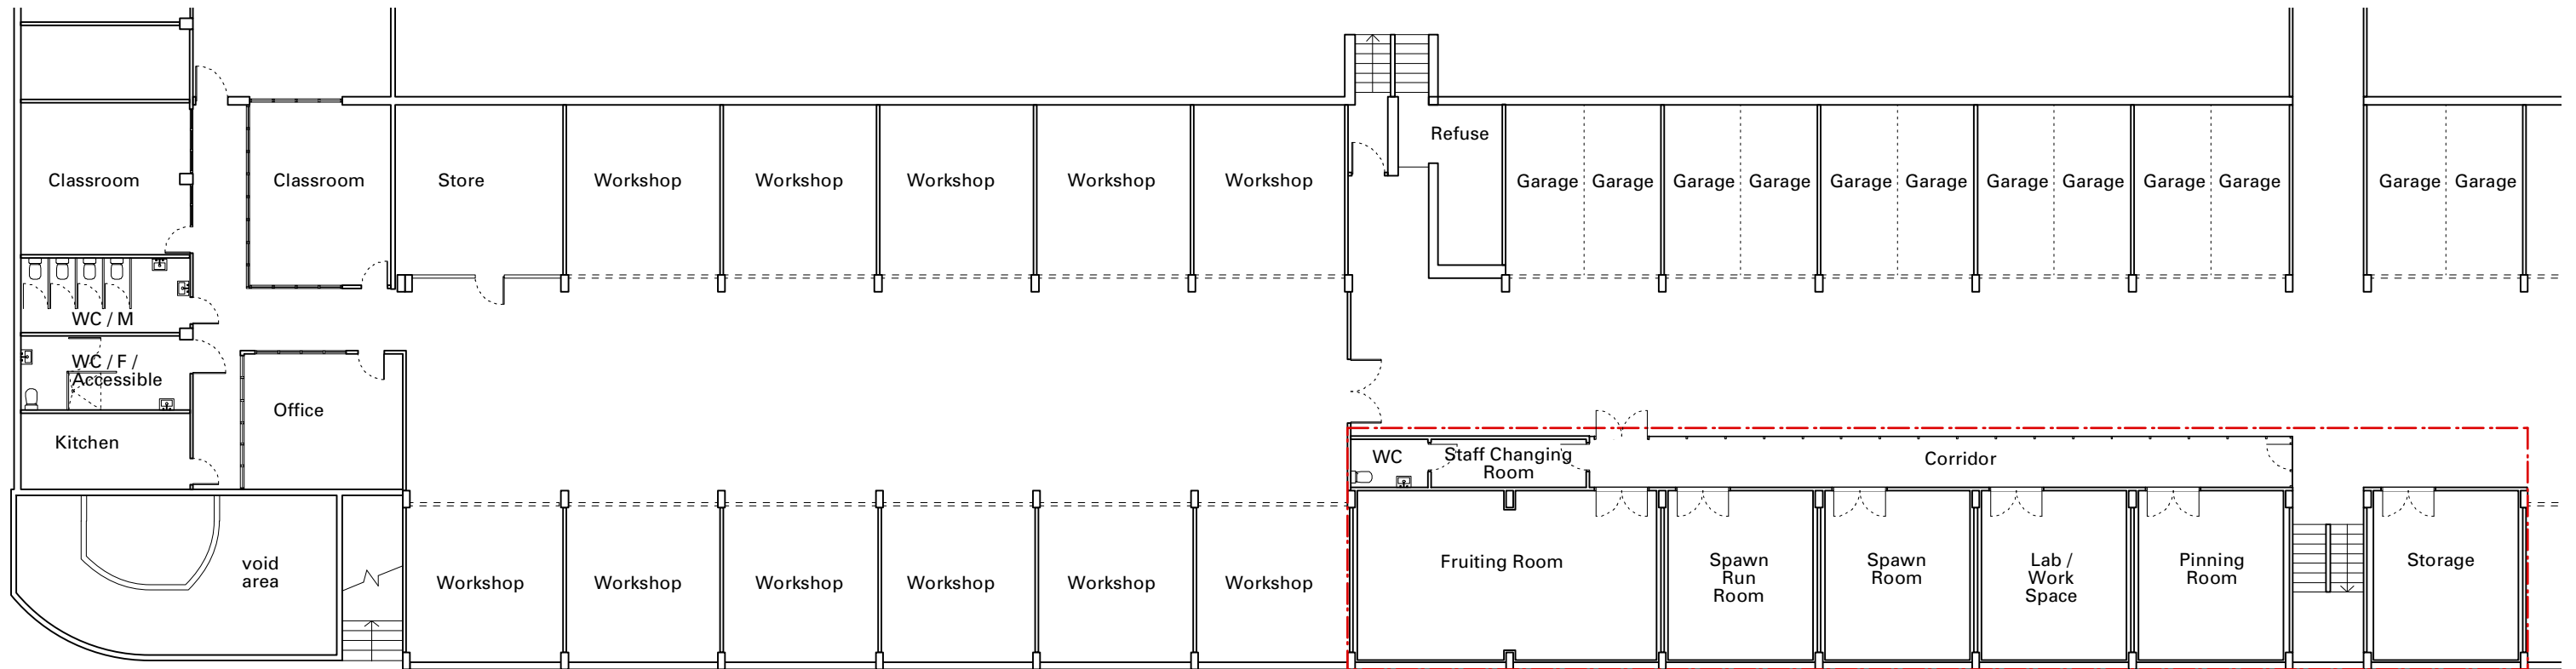 Refuse
Classroom
Classroom
Store
Workshop
Workshop
Workshop
Workshop
Workshop
Garage
Garage
Garage
Garage
Garage
Garage
Garage
Garage
Garage
Garage
Garage
Garage
WC / M
WC / F /
Accessible
Office
Kitchen
WC
Staff Changing
Room
Corridor
void
area
Workshop
Workshop
Workshop
Workshop
Workshop
Workshop
Fruiting Room
Spawn
Run
Room
Spawn
Room
Lab /
Work
Space
Pinning
Room
Storage